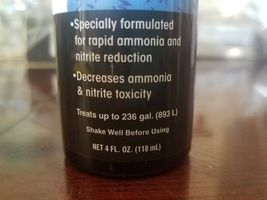 •Specially formulated
for rapid ammonia and
nitrite reduction
•Decreases ammonia
& nitrite toxicity
Treats up to 236 gal. (893 L)
Shake Well Before Using
NET 4 FL. OZ. (118 mL)